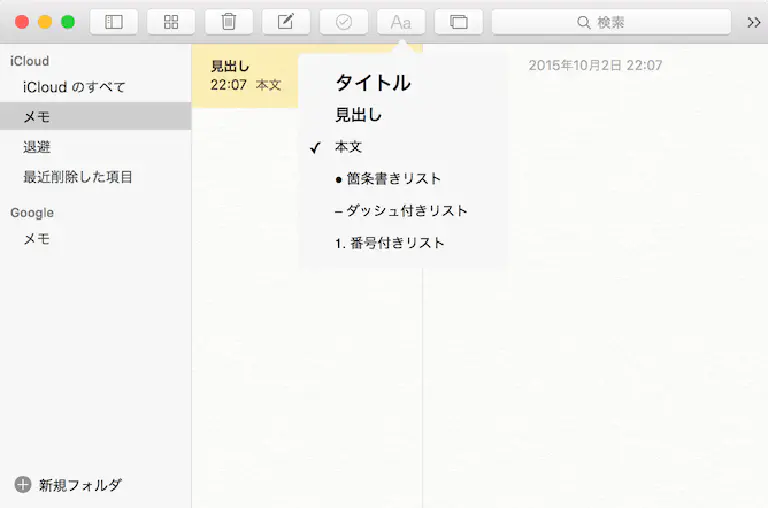 Aa
検索
iCloud
iCloud のすべて
メモ
退避
最近削除した項目
Google
メモ
新規フォルダ
見出し
22:07 本文
タイトル
見出し
✓ 本文
• 箇条書きリスト
– ダッシュ付きリスト
1. 番号付きリスト
2015年10月2日 22:07